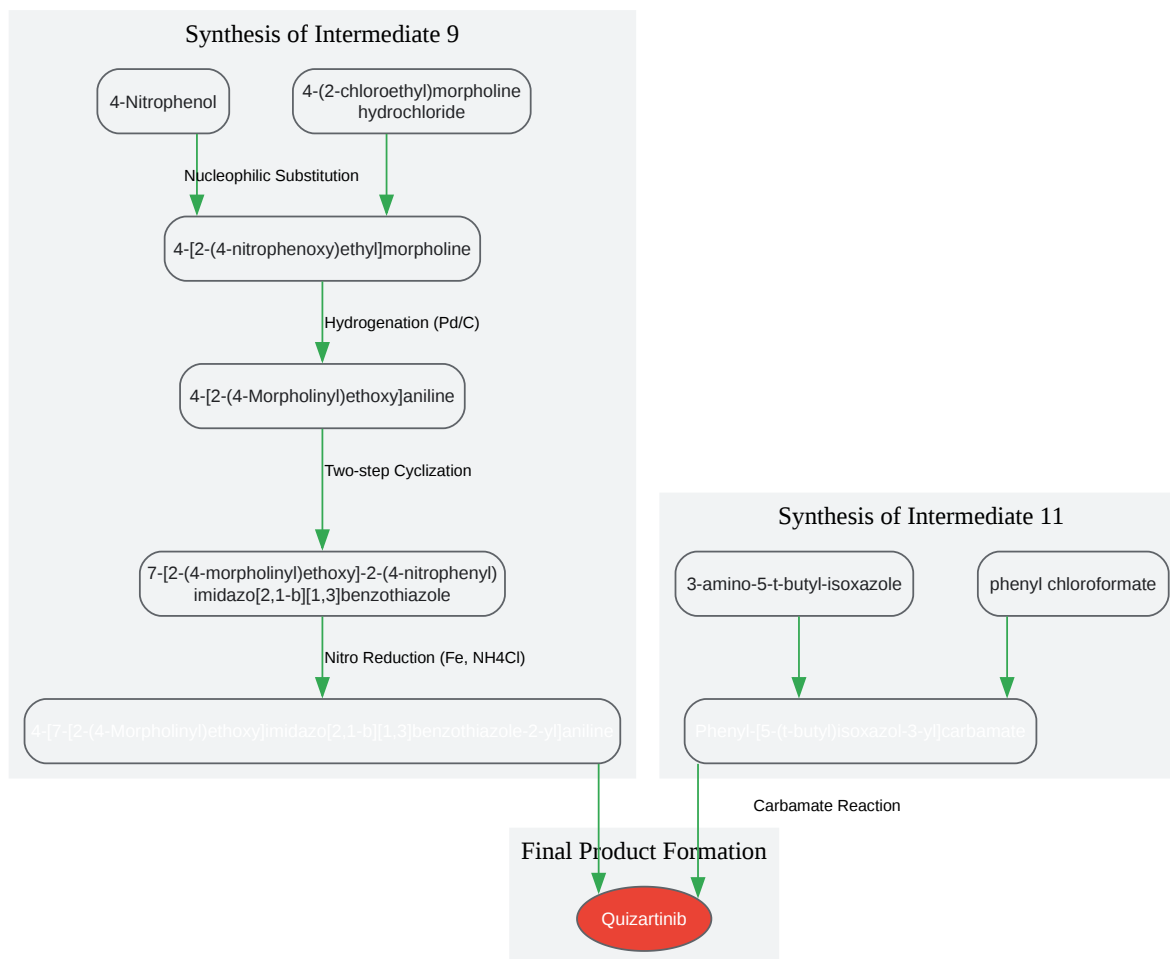 Synthesis of Intermediate 9
4-Nitrophenol
4-(2-chloroethyl)morpholine
hydrochloride
Nucleophilic Substitution
4-[2-(4-nitrophenoxy)ethyl]morpholine
Hydrogenation (Pd/C)
4-[2-(4-Morpholinyl)ethoxy]aniline
Two-step Cyclization
7-[2-(4-morpholinyl)ethoxy]-2-(4-nitrophenyl)
imidazo[2,1-b][1,3]benzothiazole
Nitro Reduction (Fe, NH4Cl)
4-[7-[2-(4-Morpholinyl)ethoxy]imidazo[2,1-b][1,3]benzothiazole-2-yl]aniline
Synthesis of Intermediate 11
3-amino-5-t-butyl-isoxazole
phenyl chloroformate
Phenyl-[5-(t-butyl)isoxazol-3-yl]carbamate
Carbamate Reaction
Final Product Formation
Quizartinib